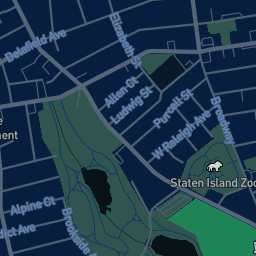 Delafield Ave
Elizabeth St
Allen Ct
Ludwig St
Purcell St
Broadway
W Raleigh Ave
ment
Staten Island Zoo
Alpine Ct
Brookside
dict Ave